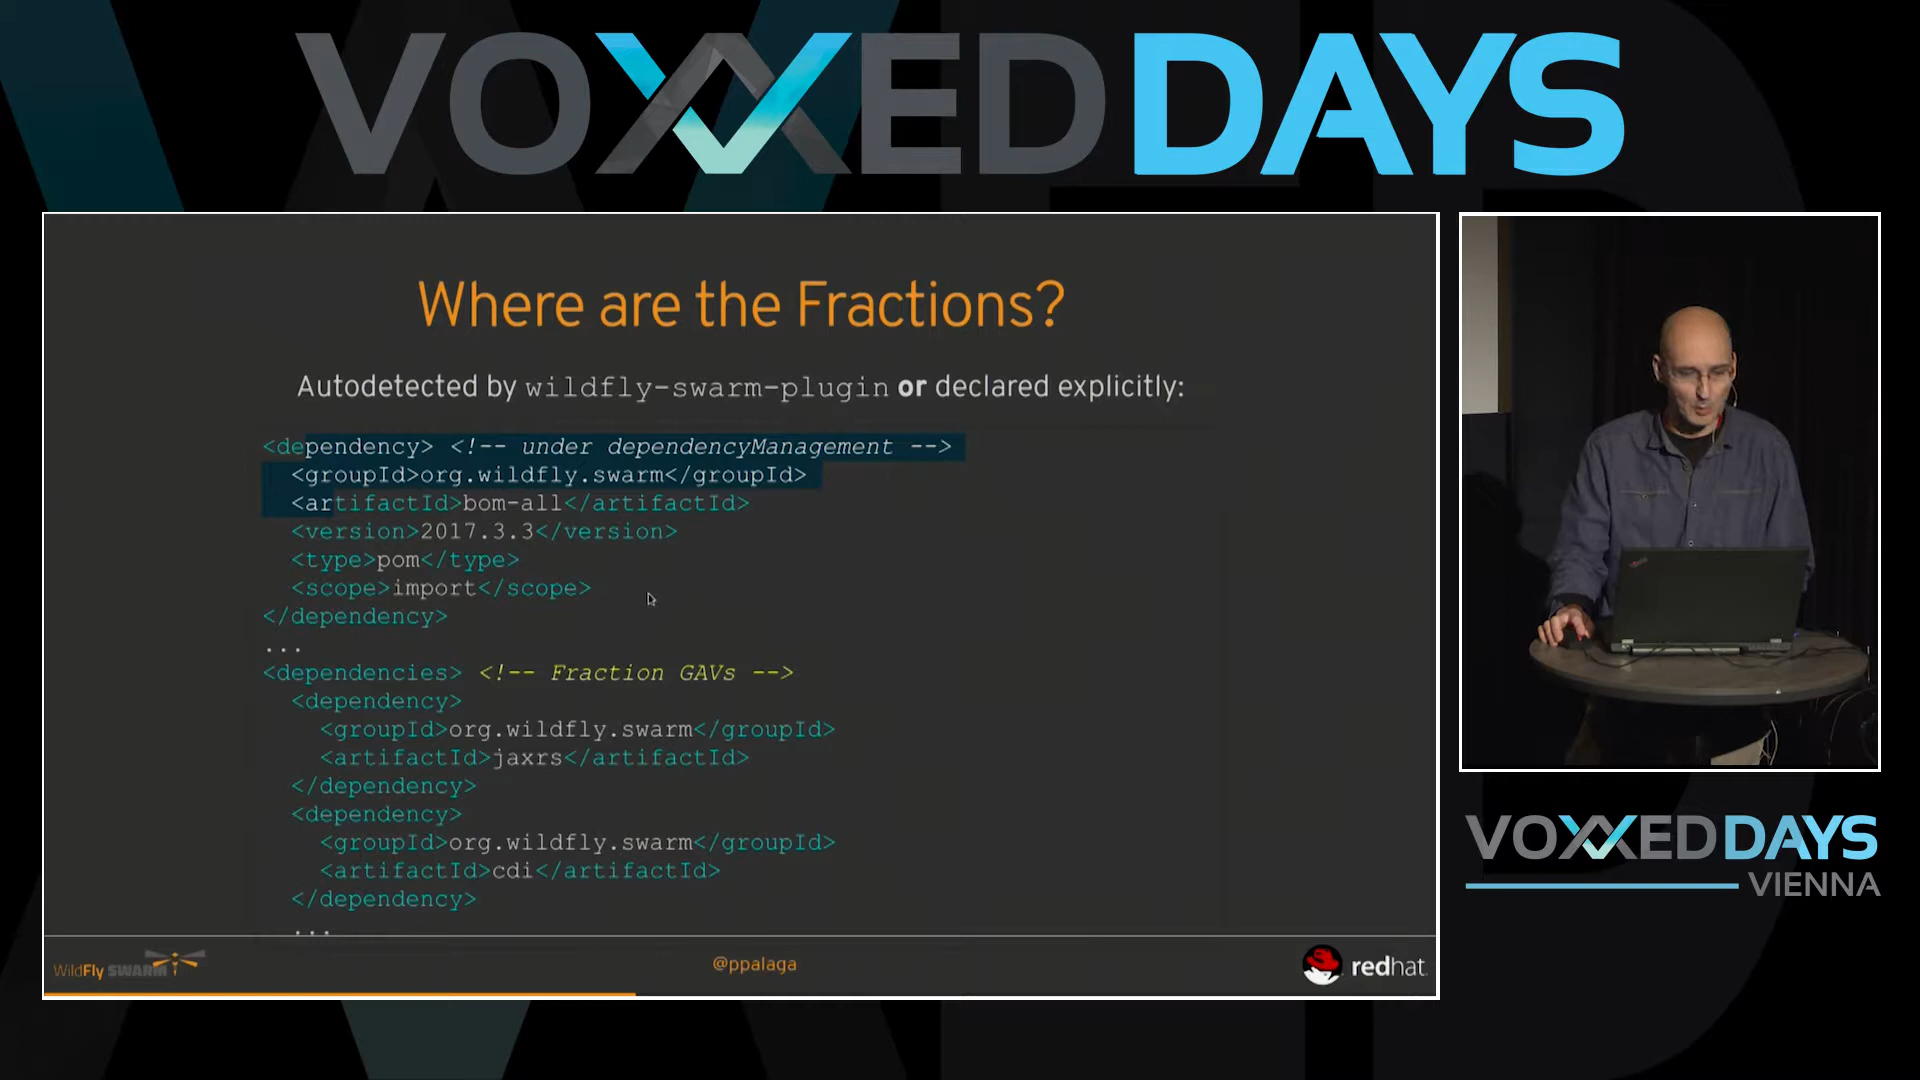 VOXXED DAYS
Where are the Fractions?
Autodetected by wildfly-swarm-plugin or declared explicitly:
<dependency> <!-- under dependencyManagement -->
<groupId>org.wildfly.swarm</groupId>
<artifactId>bom-all</artifactId>
<version>2017.3.3</version>
<type>pom</type>
<scope>import</scope>
</dependency>
...
<dependencies> <!-- Fraction GAVs -->
<dependency>
<groupId>org.wildfly.swarm</groupId>
<artifactId>jaxrs</artifactId>
</dependency>
<dependency>
<groupId>org.wildfly.swarm</groupId>
<artifactId>cdi</artifactId>
</dependency>
...
WildFly SWARM
@ppalaga
redhat.
VOXXED DAYS
VIENNA